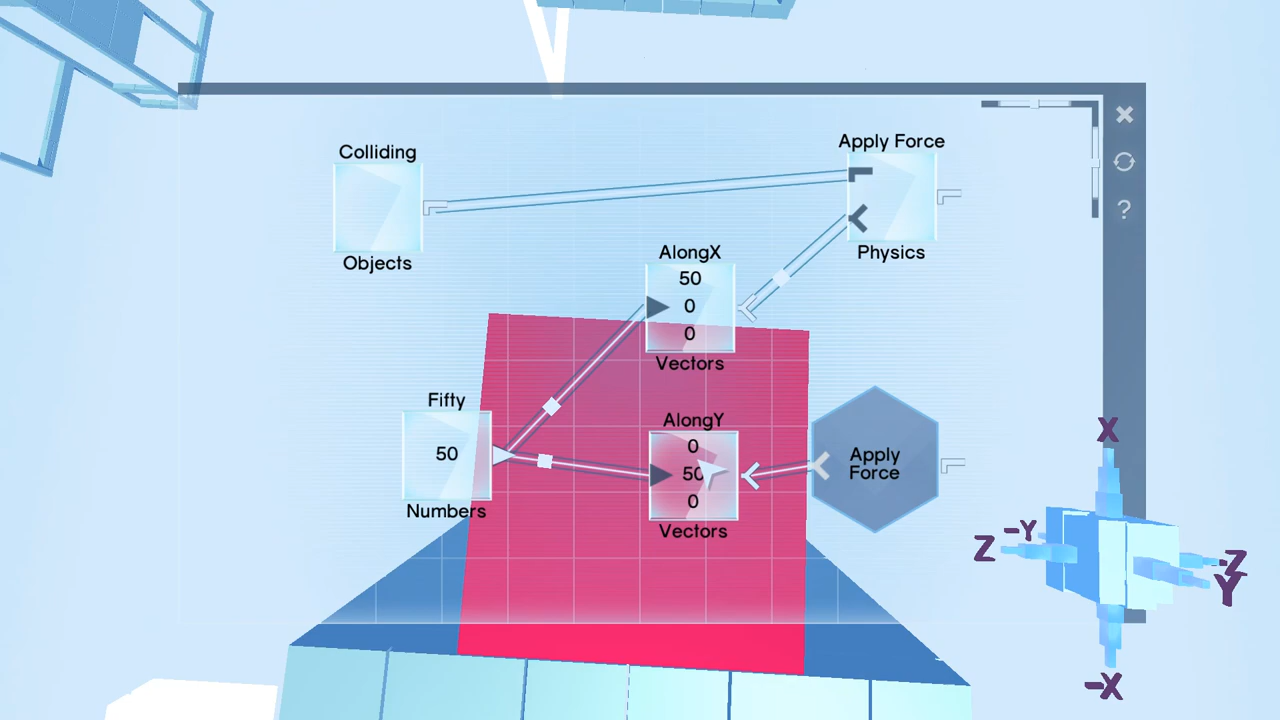 Colliding
Objects
Apply Force
Physics
AlongX
50
0
0
Vectors
Fifty
50
Numbers
AlongY
0
50
0
Vectors
Apply
Force
?
X
Z
-Y
-Z
Y
-X